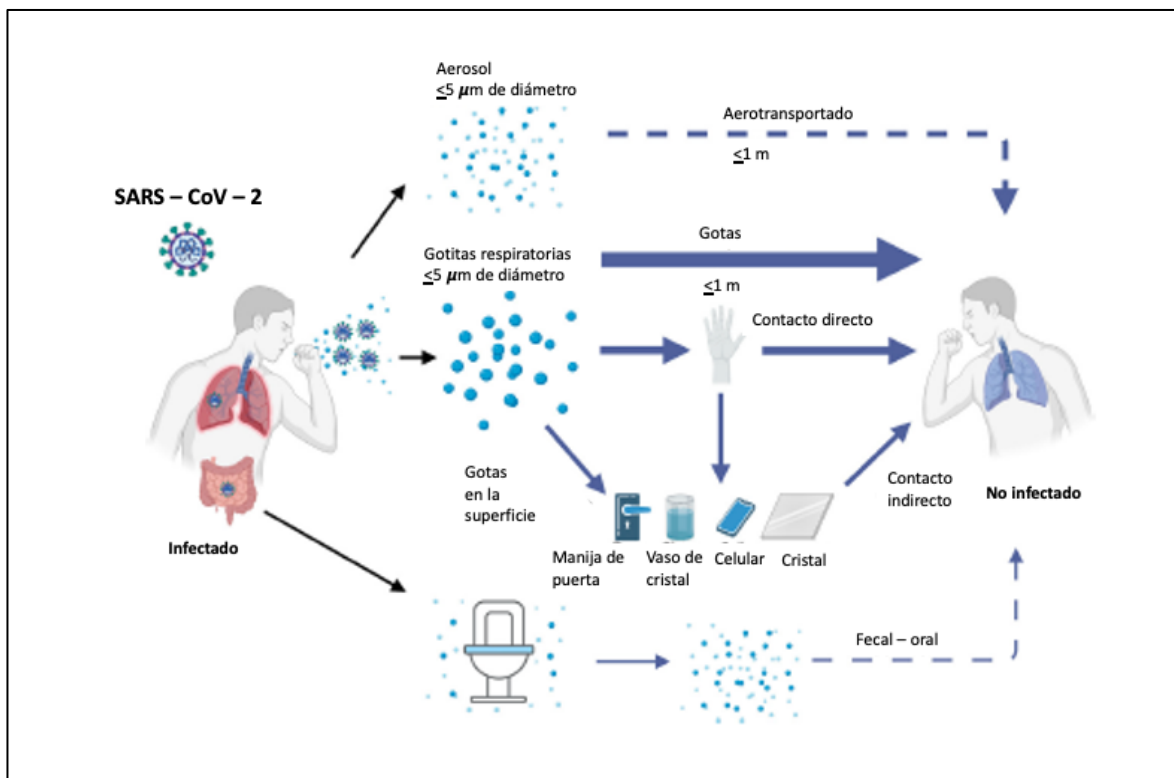 Aerosol
≤5 µm de diámetro
Aerotransportado
≤1 m
SARS – CoV – 2
Gotitas respiratorias
≤5 µm de diámetro
Gotas
≤1 m
Contacto directo
Gotas
en la
superficie
Contacto
indirecto
No infectado
Infectado
Manija de
puerta
Vaso de
cristal
Celular
Cristal
Fecal – oral